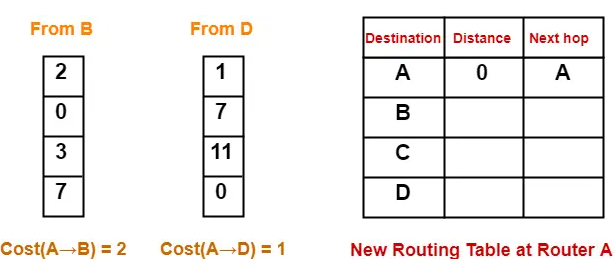 From B
2
0
3
7
Cost(A→B) = 2
From D
1
7
11
0
Cost(A→D) = 1
Destination Distance Next hop
A 0 A
B
C
D
New Routing Table at Router A